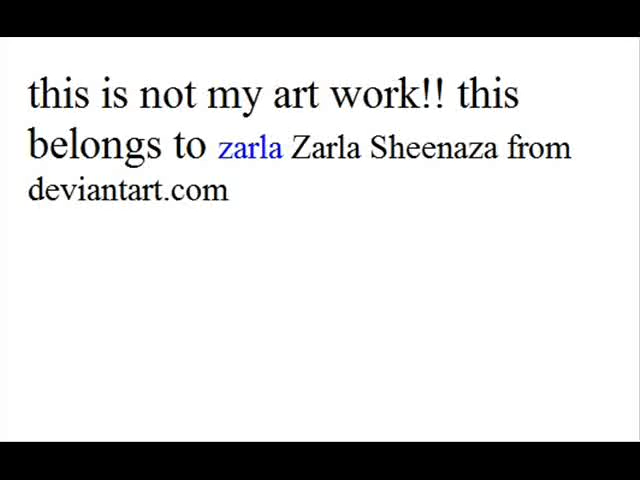 this is not my art work!! this
belongs to zarla Zarla Sheenaza from
deviantart.com